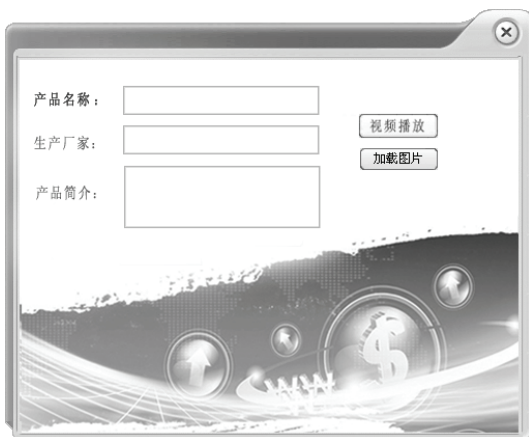 产品名称：
视频播放
生产厂家：
加载图片
产品简介：